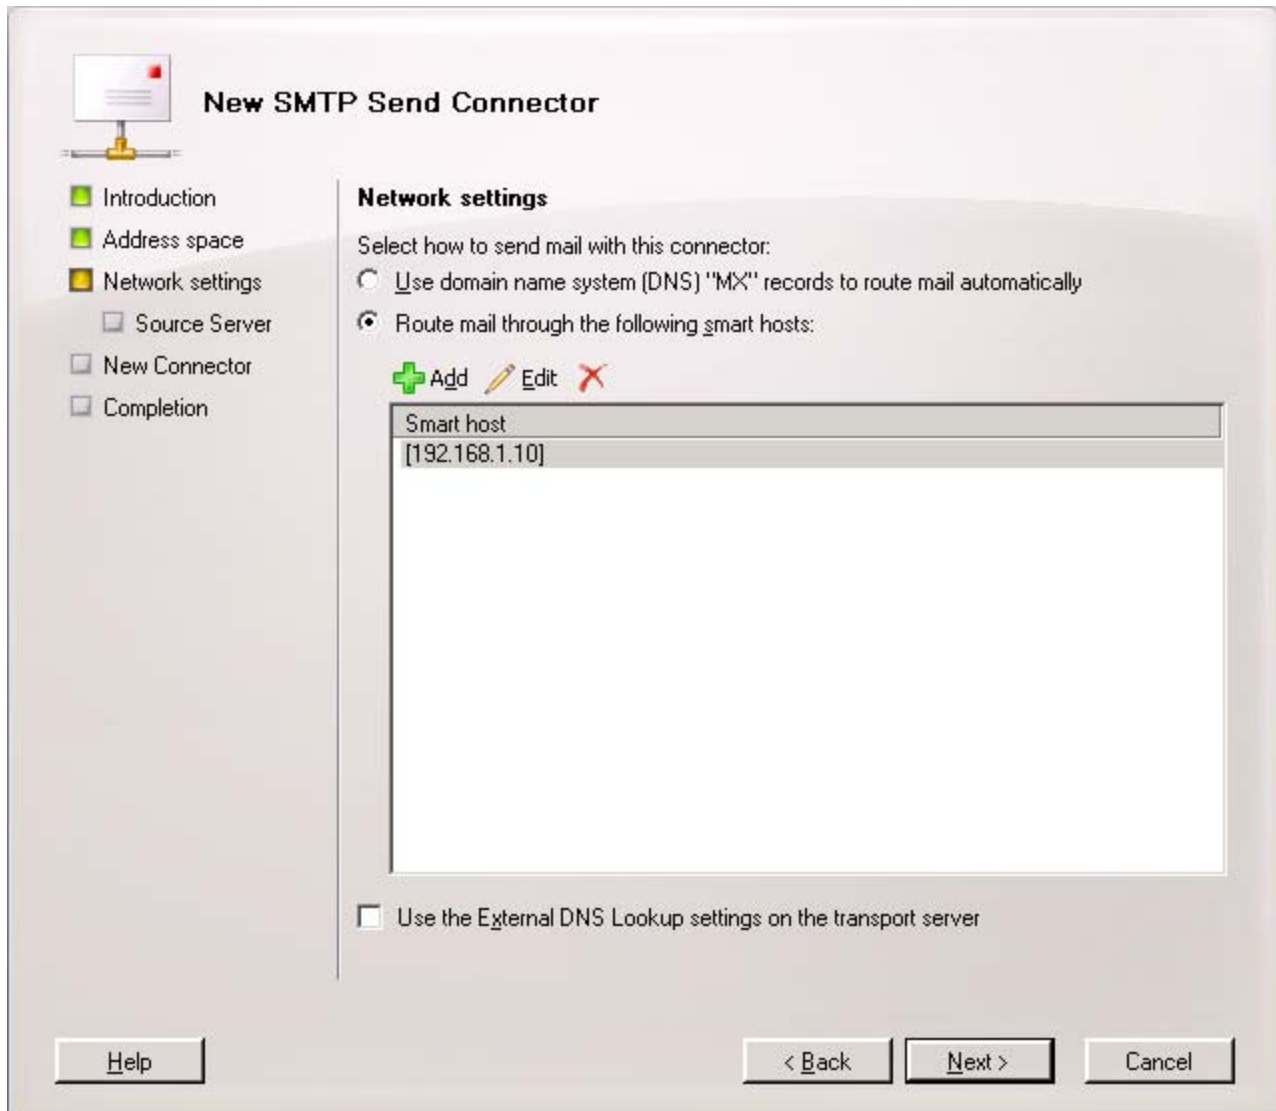 New SMTP Send Connector
Introduction
Address space
Network settings
Source Server
New Connector
Completion
Network settings
Select how to send mail with this connector:
Use domain name system (DNS) "MX" records to route mail automatically
Route mail through the following smart hosts:
Add Edit
Smart host
[192.168.1.10]
Use the External DNS Lookup settings on the transport server
Help < Back Next > Cancel